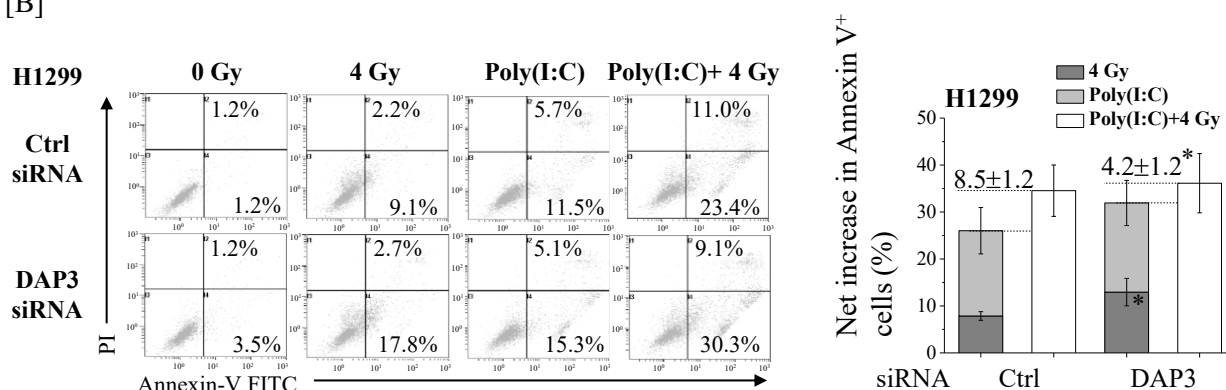 [B]
H1299 0 Gy 4 Gy Poly(I:C) Poly(I:C)+ 4 Gy
Ctrl siRNA
1.2% 2.2% 5.7% 11.0%
1.2% 9.1% 11.5% 23.4%
DAP3 siRNA
1.2% 2.7% 5.1% 9.1%
3.5% 17.8% 15.3% 30.3%
PI
Annexin-V FITC
Net increase in Annexin V+
cells (%)
H1299
4 Gy
Poly(I:C)
Poly(I:C)+4 Gy
50
40
30
20
10
0
8.5±1.2
4.2±1.2*
*
siRNA Ctrl DAP3